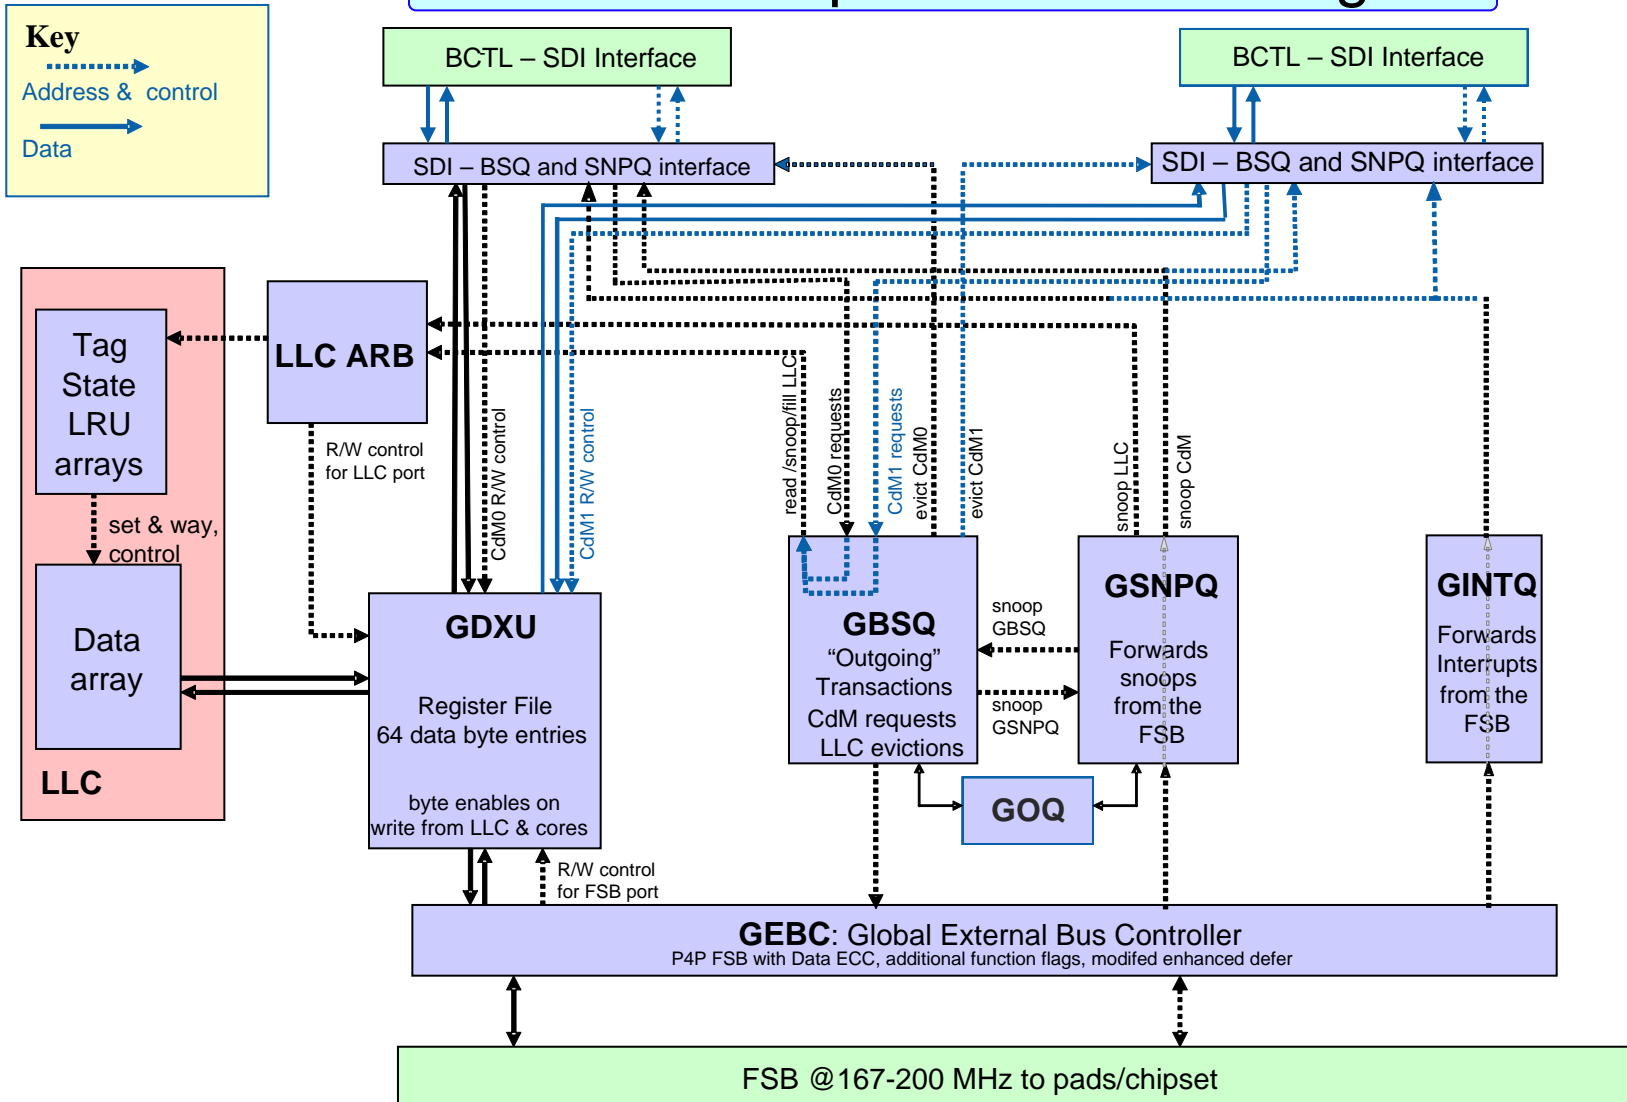 Key
Address & control
Data
BCTL – SDI Interface
BCTL – SDI Interface
SDI – BSQ and SNPQ interface
SDI – BSQ and SNPQ interface
Tag
State
LRU
arrays
LLC ARB
R/W control
for LLC port
set & way,
control
Data
array
LLC
CdM0 R/W control
CdM1 R/W control
read /snoop/fill LLC
CdM0 requests
CdM1 requests
evict CdM0
evict CdM1
snoop LLC
snoop CdM
GDXU
Register File
64 data byte entries
byte enables on
write from LLC & cores
GBSQ
“Outgoing”
Transactions
CdM requests
LLC evictions
snoop
GBSQ
snoop
GSNPQ
GSNPQ
Forwards
snoops
from the
FSB
GINTQ
Forwards
Interrupts
from the
FSB
GOQ
R/W control
for FSB port
GEBC: Global External Bus Controller
P4P FSB with Data ECC, additional function flags, modifed enhanced defer
FSB @167-200 MHz to pads/chipset